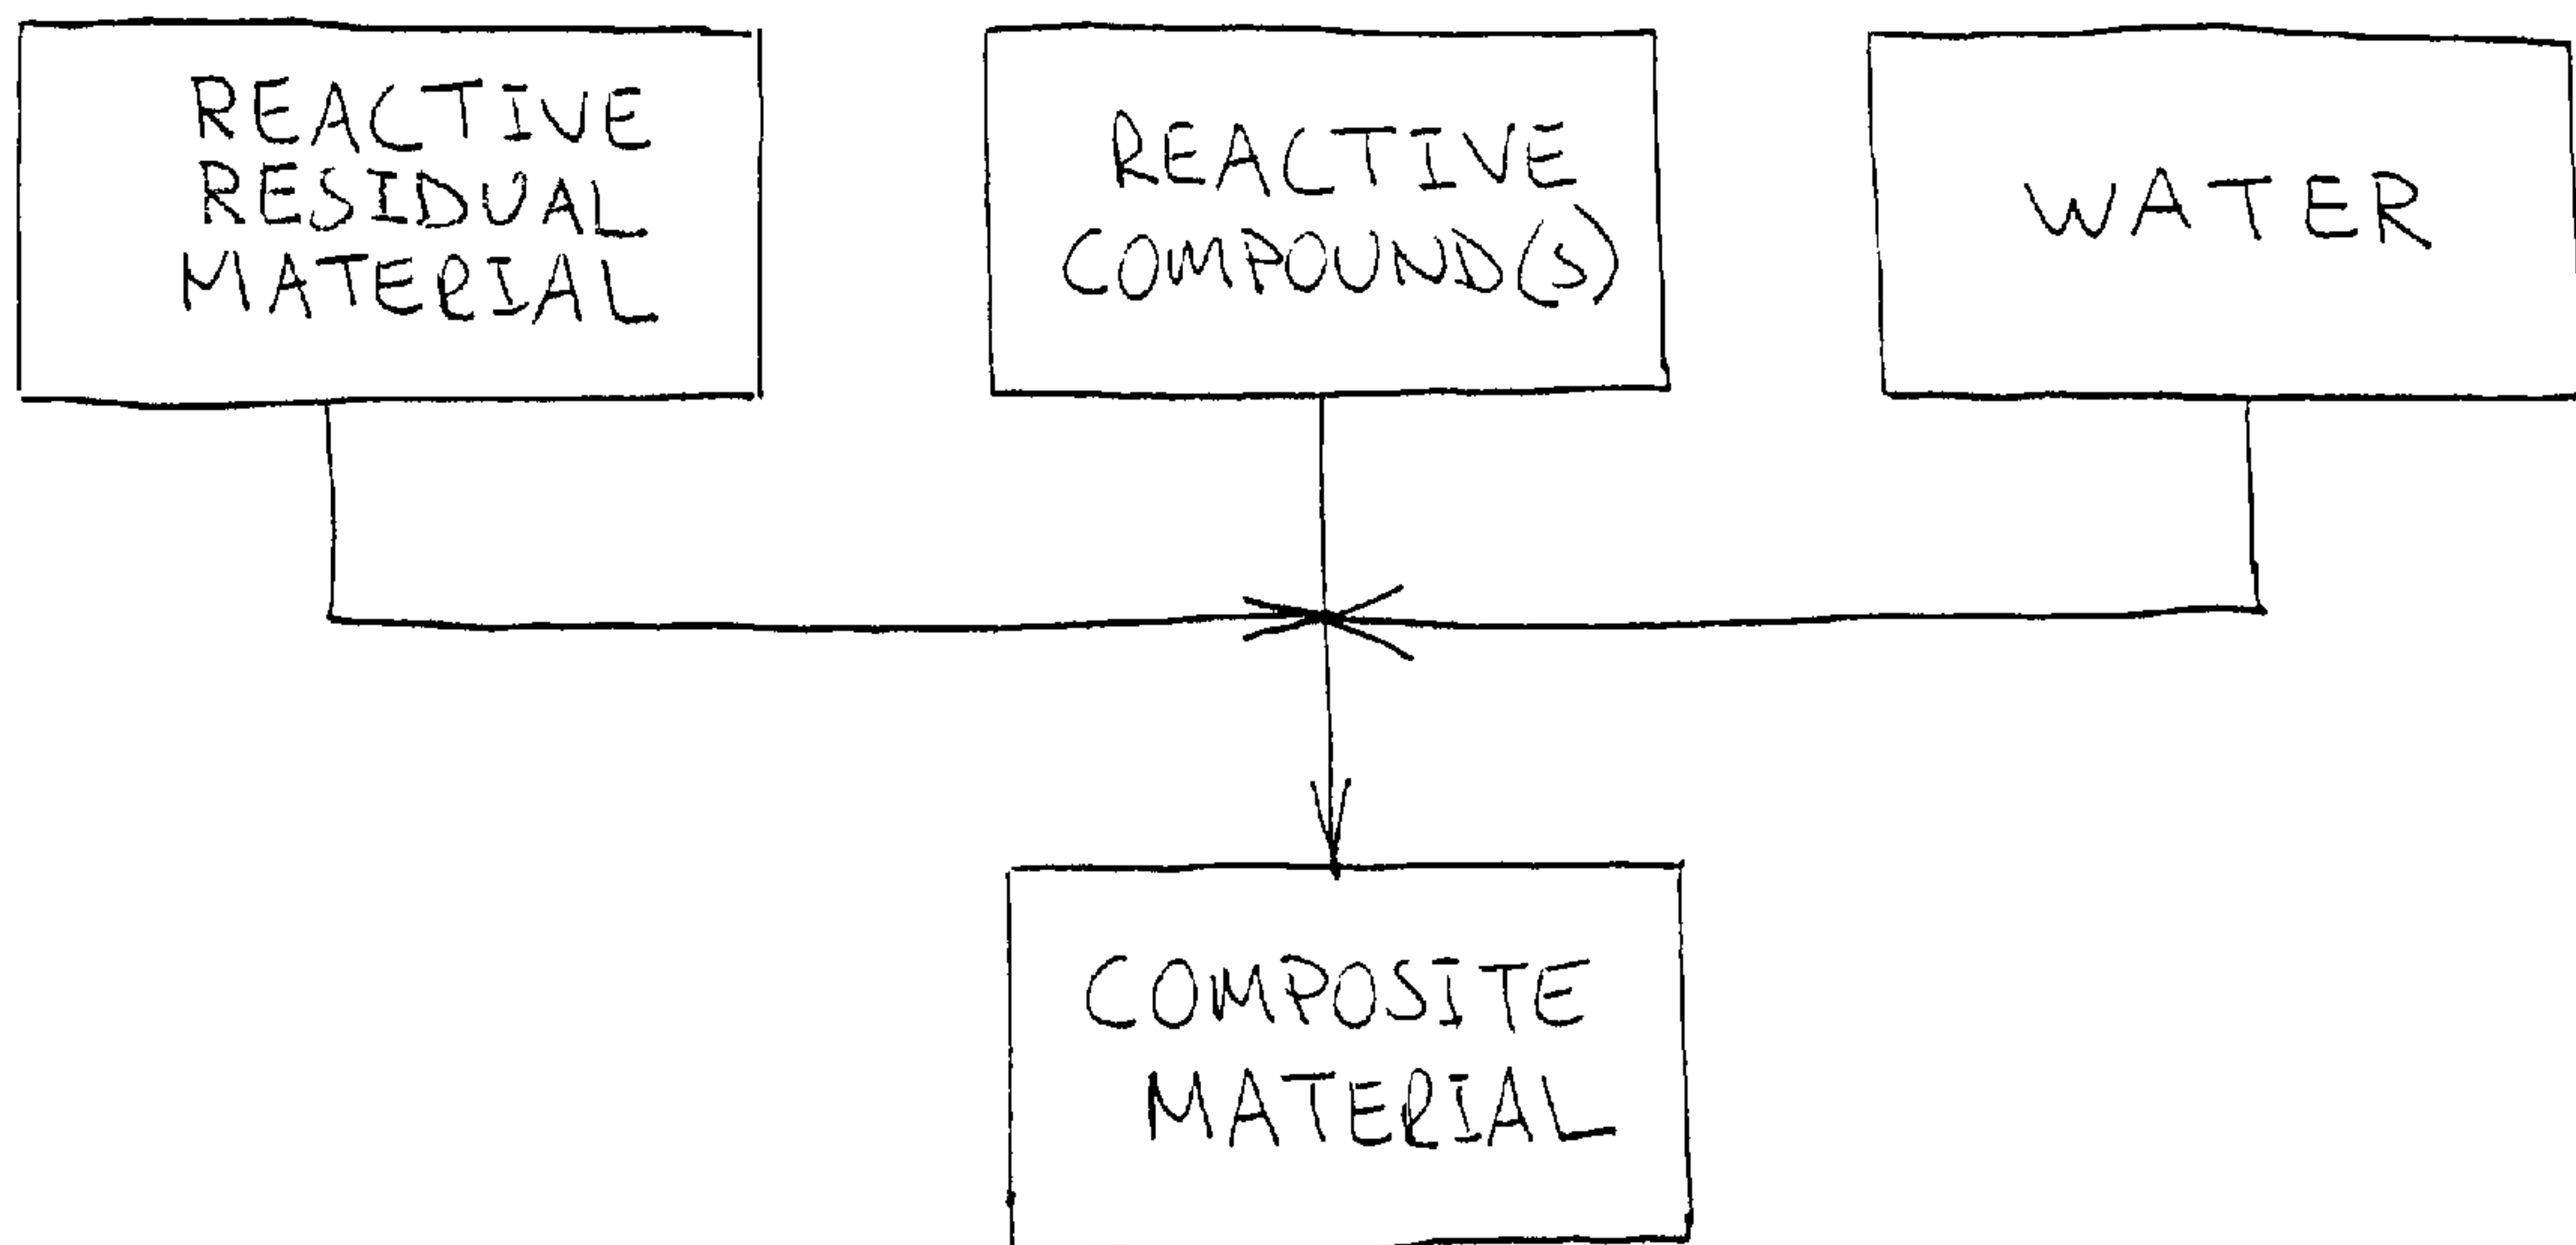 REACTIVE
RESIDUAL
MATERIAL
REACTIVE
COMPOUND(S)
WATER
COMPOSITE
MATERIAL